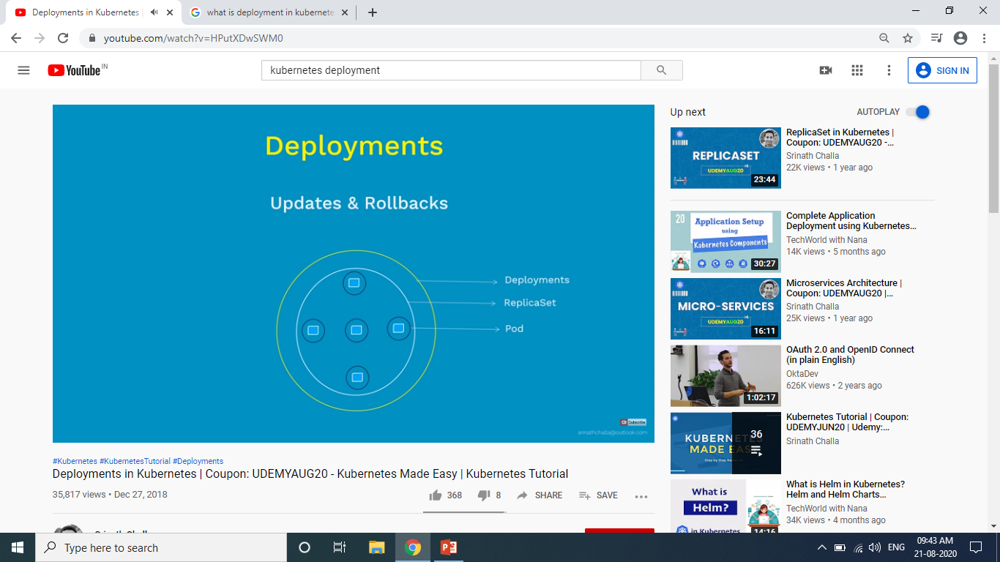 Deployments in Kubernetes |
what is deployment in kubernete
youtube.com/watch?v=HPutXDwSWM0
YouTube IN
kubernetes deployment
SIGN IN
Deployments
Updates & Rollbacks
Deployments
ReplicaSet
Pod
Subscribe
srinathchalla@outlook.com
#Kubernetes #KubernetesTutorial #Deployments
Deployments in Kubernetes | Coupon: UDEMYAUG20 - Kubernetes Made Easy | Kubernetes Tutorial
35,817 views • Dec 27, 2018
368
8
SHARE
SAVE
Up next
AUTOPLAY
REPLICASET
UDEMYAUG20
23:44
ReplicaSet in Kubernetes |
Coupon: UDEMYAUG20 -...
Srinath Challa
22K views • 1 year ago
20
Application Setup
using
Kubernetes Components
30:27
Complete Application
Deployment using Kubernetes...
TechWorld with Nana
14K views • 5 months ago
MICRO-SERVICES
UDEMYAUG20
16:11
Microservices Architecture |
Coupon: UDEMYAUG20 |...
Srinath Challa
25K views • 1 year ago
1:02:17
OAuth 2.0 and OpenID Connect
(in plain English)
OktaDev
626K views • 2 years ago
KUBERNETES
MADE EASY
Step by Step
36
Kubernetes Tutorial | Coupon:
UDEMYJUN20 | Udemy:...
Srinath Challa
What is
Helm?
in Kubernetes
14:16
What is Helm in Kubernetes?
Helm and Helm Charts...
TechWorld with Nana
34K views • 4 months ago
Type here to search
ENG
09:43 AM
21-08-2020